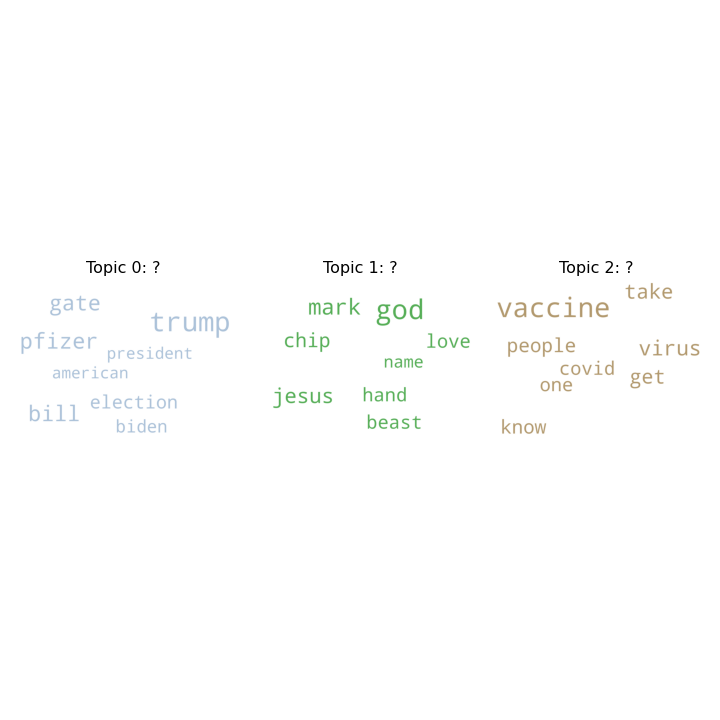 Topic 0: ?
gate
trump
pfizer
president
american
election
bill
biden
Topic 1: ?
mark god
chip
love
name
jesus
hand
beast
Topic 2: ?
take
vaccine
people
virus
covid
get
one
know